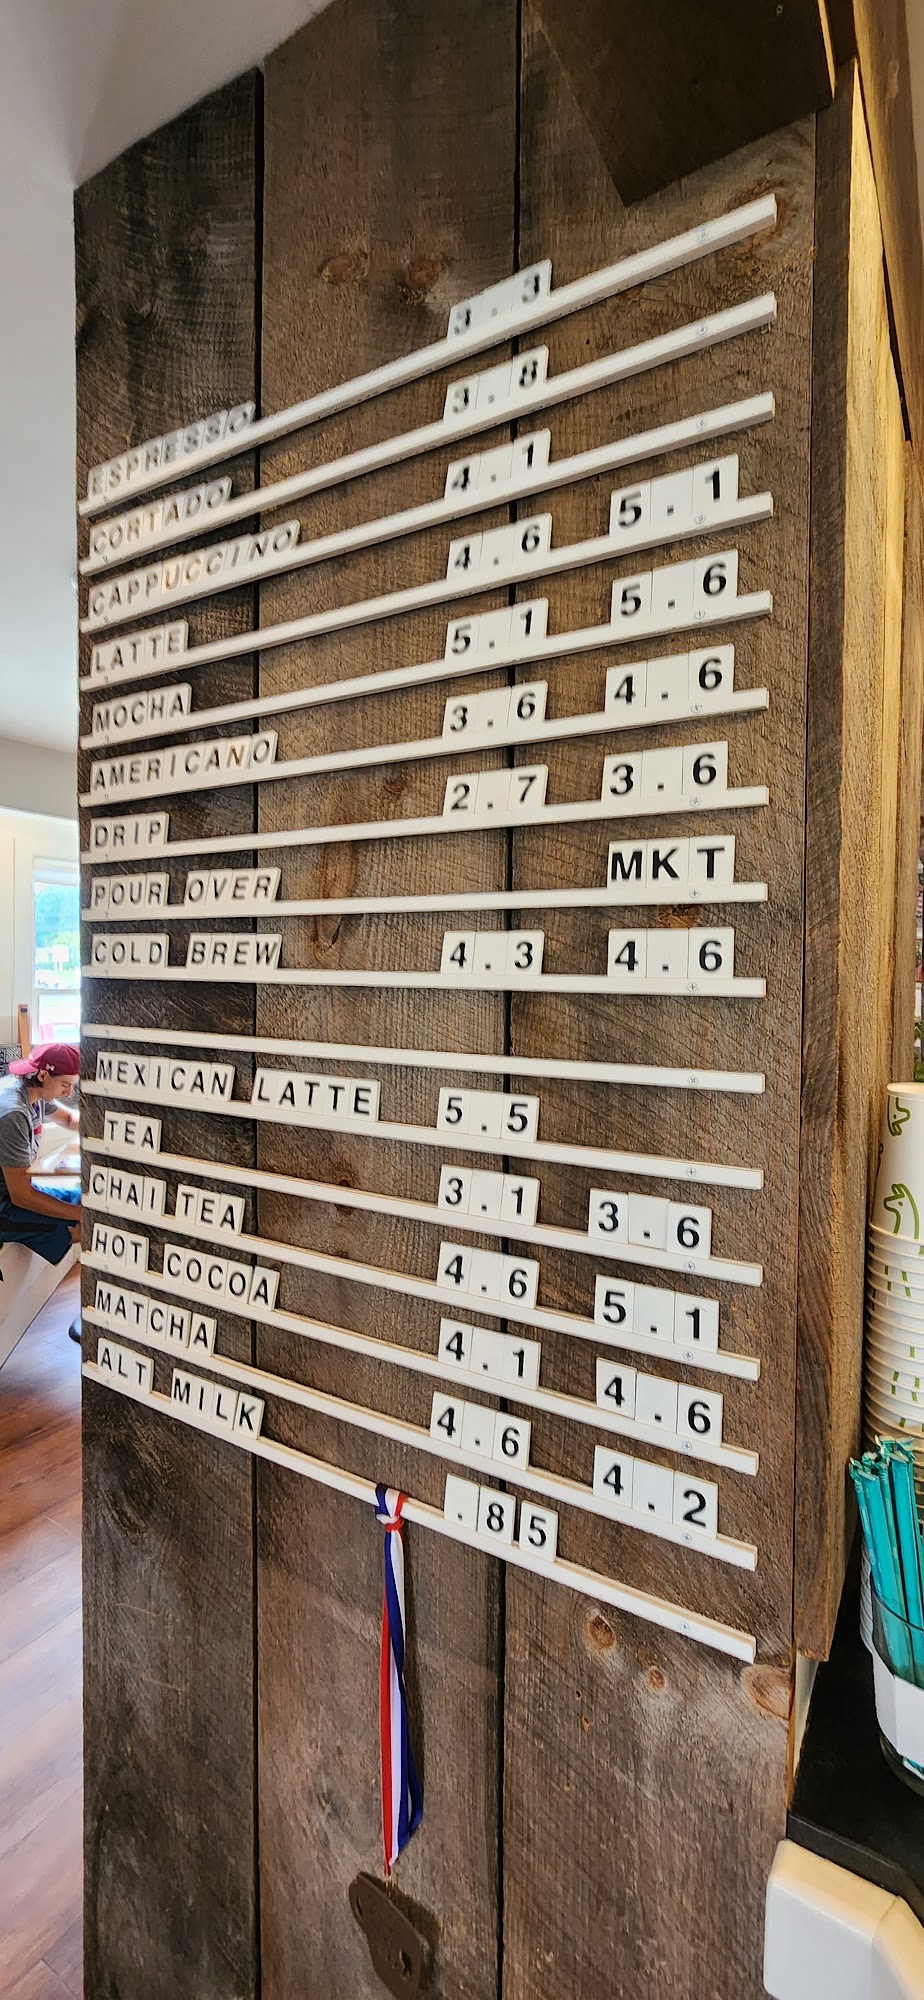 ESPRESSO 3.3
CORTADO 3.8
CAPPUCCINO 4.1
LATTE 4.6 5.1
MOCHA 5.1 5.6
AMERICANO 3.6 4.6
DRIP 2.7 3.6
POUR OVER MKT
COLD BREW 4.3 4.6
MEXICAN LATTE 5.5
TEA 3.1 3.6
CHAI TEA 4.6 5.1
HOT COCOA 4.1 4.6
MATCHA 4.6 4.2
ALT MILK .85